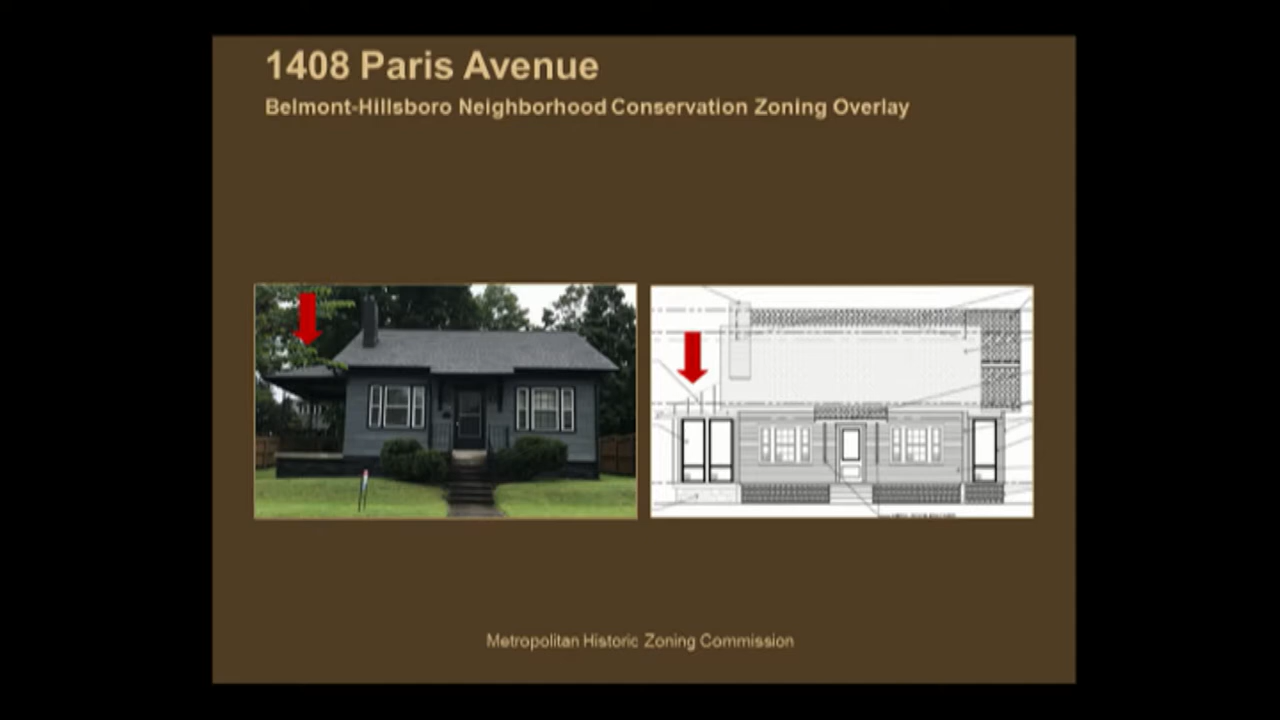 1408 Paris Avenue
Belmont-Hillsboro Neighborhood Conservation Zoning Overlay
Metropolitan Historic Zoning Commission